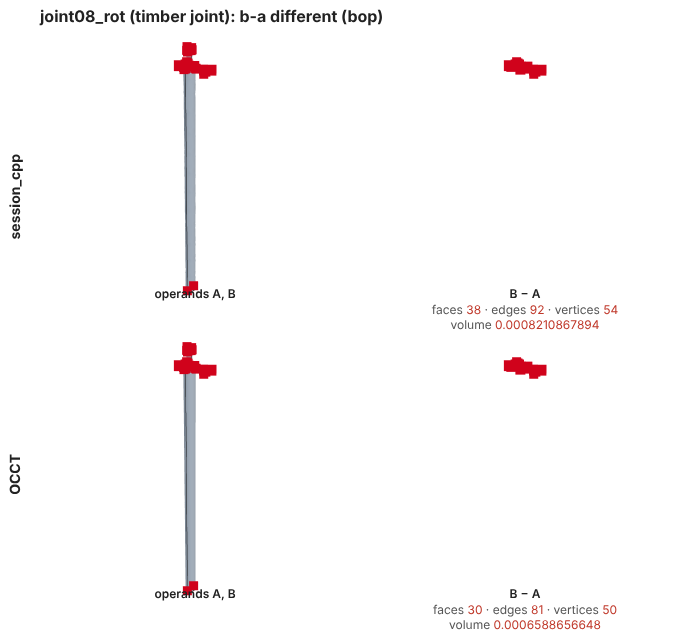 joint08_rot (timber joint): b-a different (bop)
session_cpp
operands A, B
B − A
faces 38 · edges 92 · vertices 54
volume 0.0008210867894
OCCT
operands A, B
B − A
faces 30 · edges 81 · vertices 50
volume 0.0006588656648